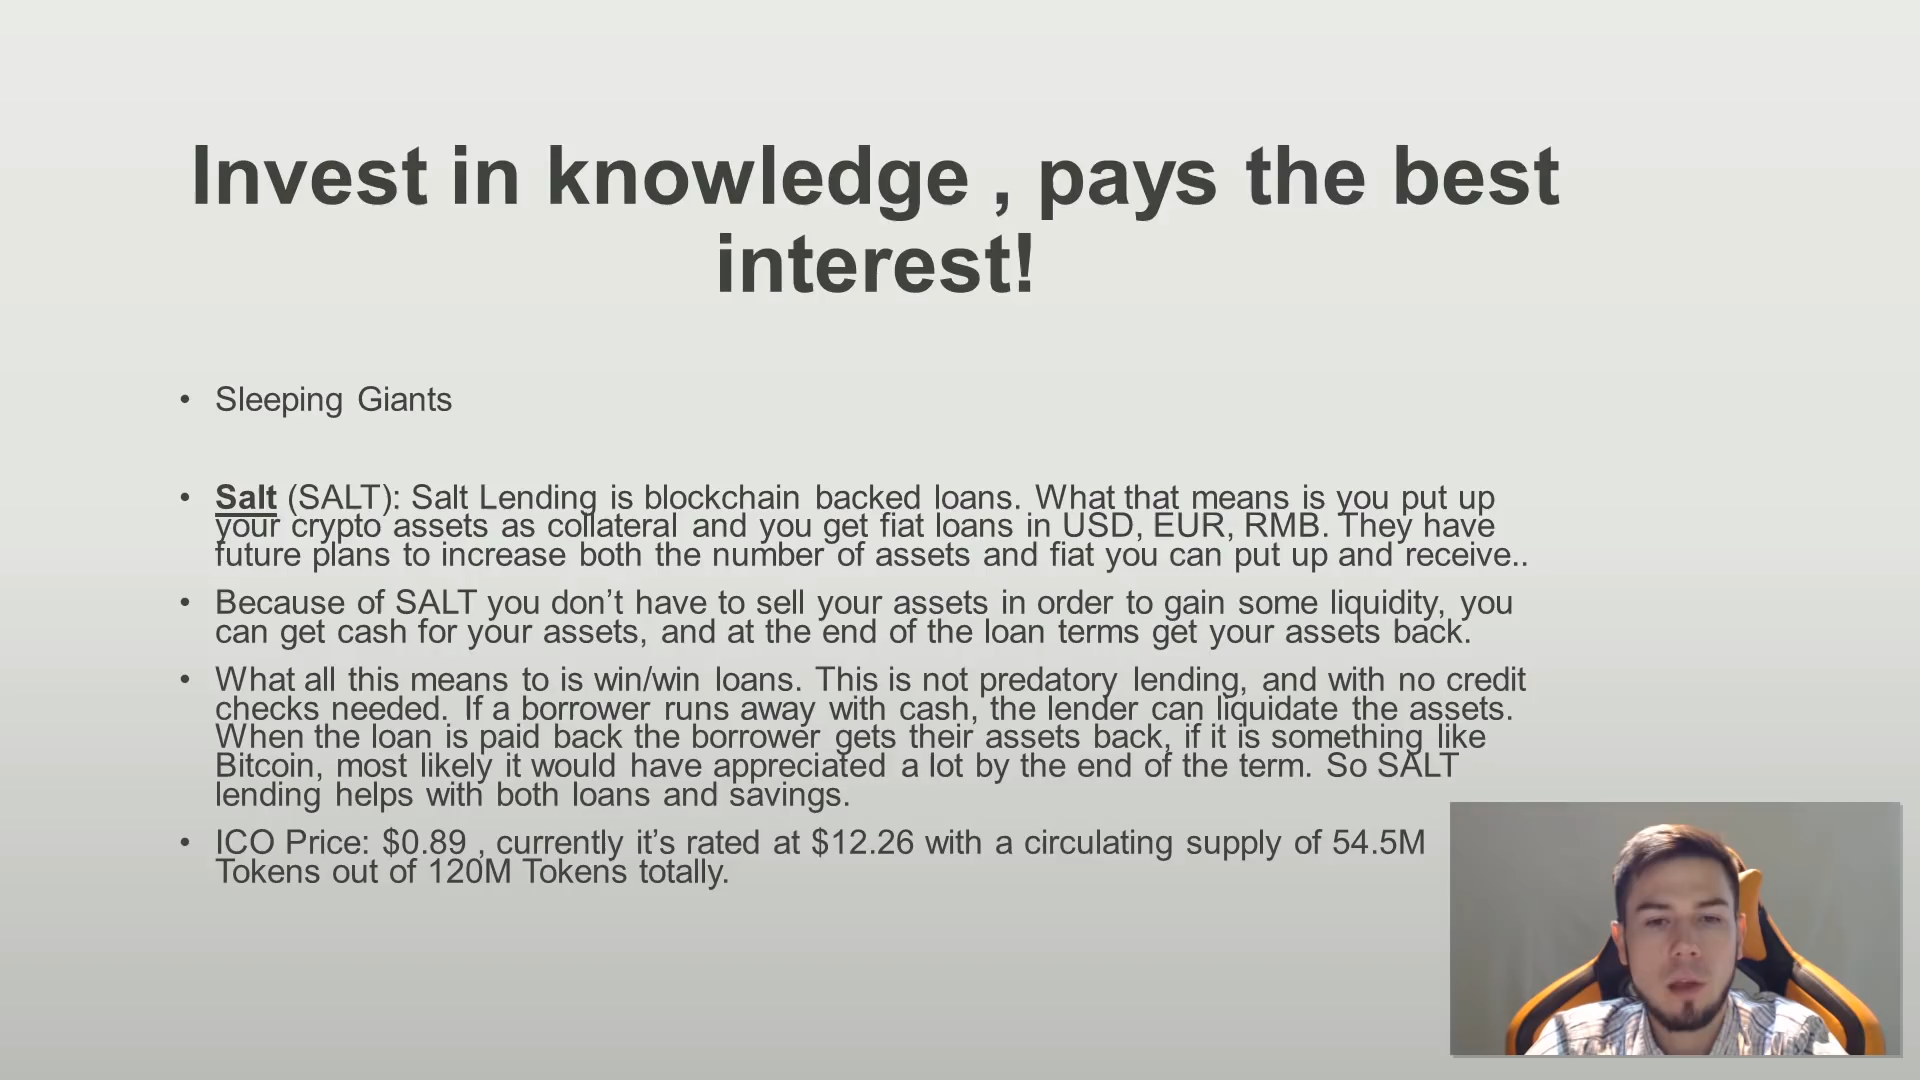 Invest in knowledge , pays the best
interest!
• Sleeping Giants
• Salt (SALT): Salt Lending is blockchain backed loans. What that means is you put up
your crypto assets as collateral and you get fiat loans in USD, EUR, RMB. They have
future plans to increase both the number of assets and fiat you can put up and receive..
• Because of SALT you don’t have to sell your assets in order to gain some liquidity, you
can get cash for your assets, and at the end of the loan terms get your assets back.
• What all this means to is win/win loans. This is not predatory lending, and with no credit
checks needed. If a borrower runs away with cash, the lender can liquidate the assets.
When the loan is paid back the borrower gets their assets back, if it is something like
Bitcoin, most likely it would have appreciated a lot by the end of the term. So SALT
lending helps with both loans and savings.
• ICO Price: $0.89 , currently it’s rated at $12.26 with a circulating supply of 54.5M
Tokens out of 120M Tokens totally.